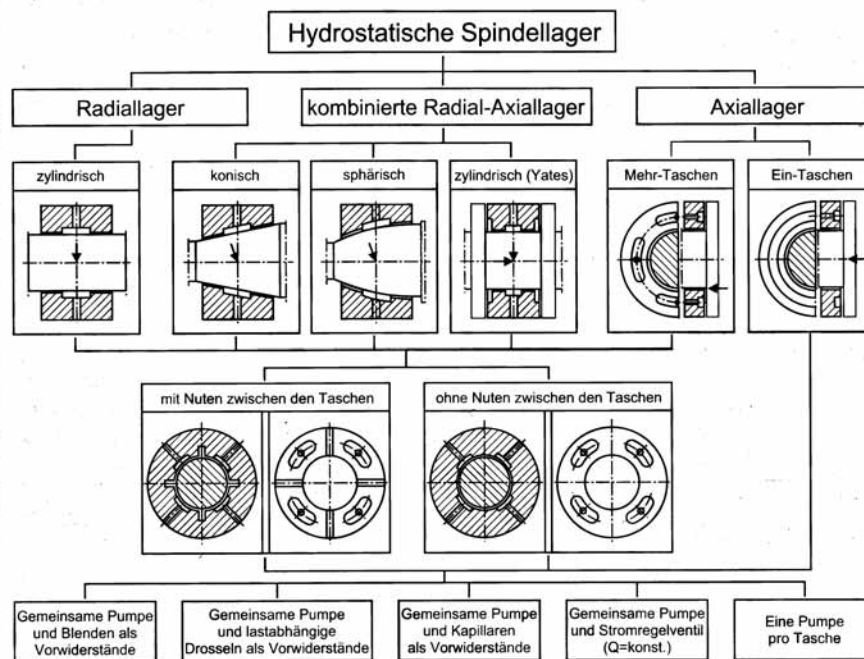 Hydrostatische Spindellager
Radiallager
kombinierte Radial-Axiallager
Axiallager
zylindrisch
konisch
sphärisch
zylindrisch (Yates)
Mehr-Taschen
Ein-Taschen
mit Nuten zwischen den Taschen
ohne Nuten zwischen den Taschen
Gemeinsame Pumpe
und Blenden als
Vorwiderstände
Gemeinsame Pumpe
und lastabhängige
Drosseln als Vorwiderstände
Gemeinsame Pumpe
und Kapillaren
als Vorwiderstände
Gemeinsame Pumpe
und Stromregelventil
(Q=konst.)
Eine Pumpe
pro Tasche